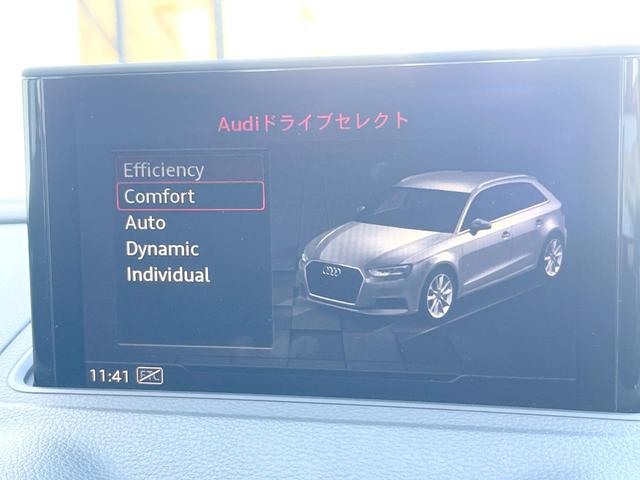 Audiドライブセレクト
Efficiency
Comfort
Auto
Dynamic
Individual
11:41 ETC